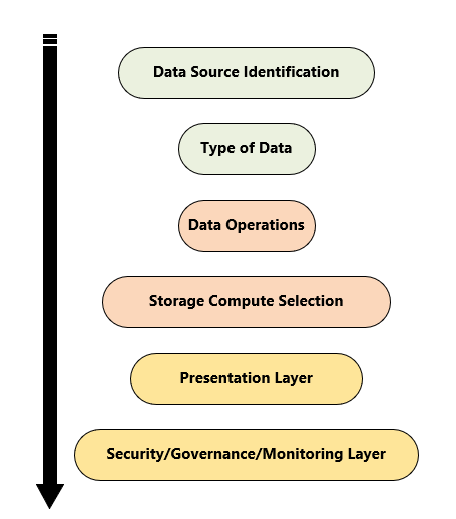 Data Source Identification
Type of Data
Data Operations
Storage Compute Selection
Presentation Layer
Security/Governance/Monitoring Layer